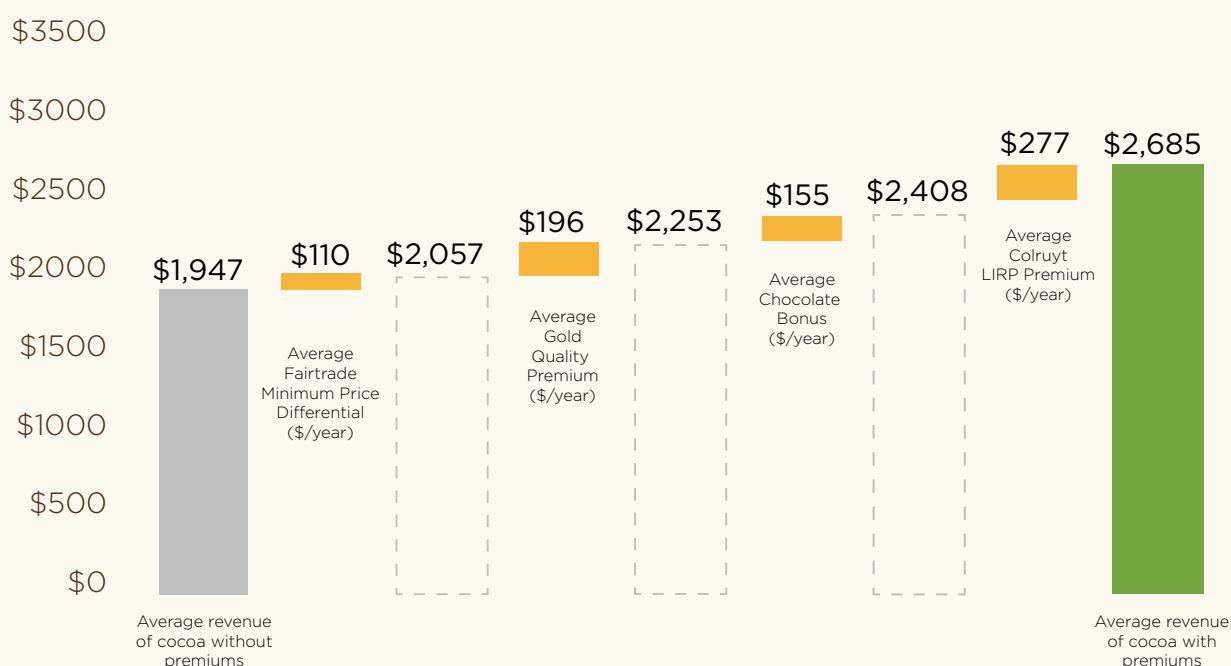 $3500
$3000
$2500
$2000
$1500
$1000
$500
$0
$1,947
Average revenue
of cocoa without
premiums
$110
Average
Fairtrade
Minimum Price
Differential
($/year)
$2,057
$196
Average
Gold
Quality
Premium
($/year)
$2,253
$155
Average
Chocolate
Bonus
($/year)
$2,408
$277
Average
Colruyt
LIRP Premium
($/year)
$2,685
Average revenue
of cocoa with
premiums